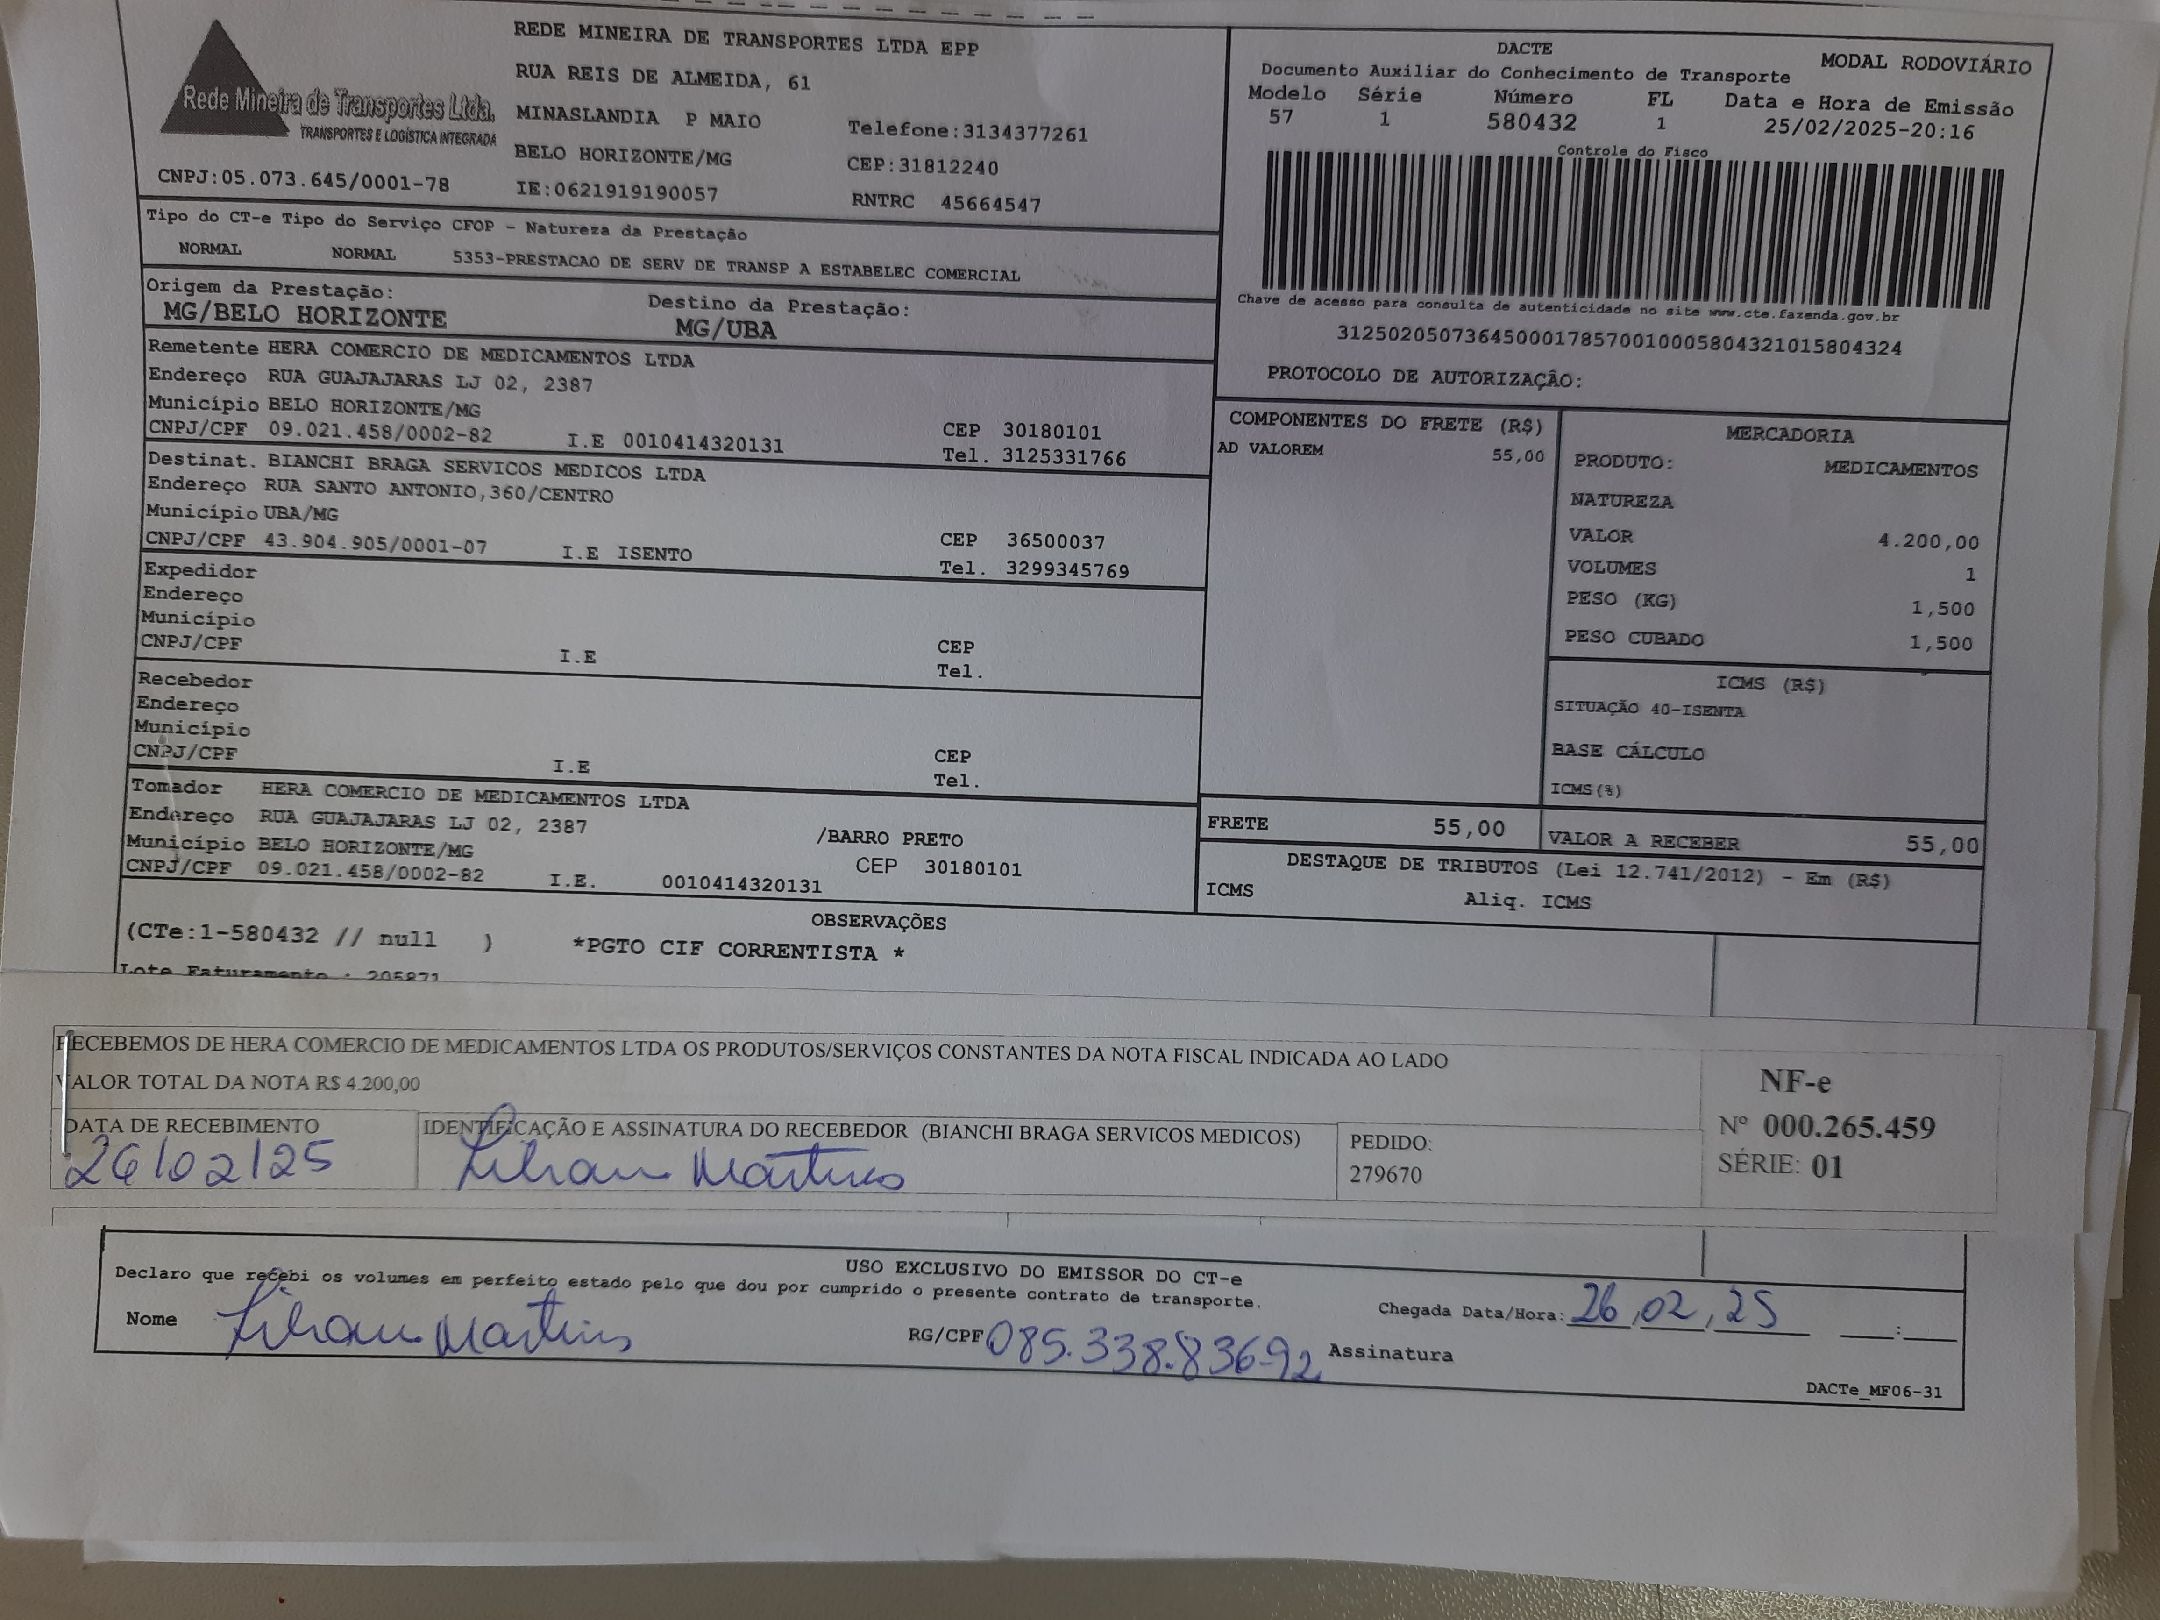 Rede Mineira de Transportes Ltda.
TRANSPORTES E LOGÍSTICA INTEGRADA
CNPJ:05.073.645/0001-78
REDE MINEIRA DE TRANSPORTES LTDA EPP
RUA REIS DE ALMEIDA, 61
MINASLANDIA P MAIO Telefone:3134377261
BELO HORIZONTE/MG CEP:31812240
IE:0621919190057 RNTRC 45664547
DACTE MODAL RODOVIÁRIO
Documento Auxiliar do Conhecimento de Transporte
Modelo Série Número FL Data e Hora de Emissão
57 1 580432 1 25/02/2025-20:16
Controle do Fisco
Chave de acesso para consulta de autenticidade no site www.cte.fazenda.gov.br
31250205073645000178570010005804321015804324
PROTOCOLO DE AUTORIZAÇÃO:
Tipo do CT-e Tipo do Serviço CFOP - Natureza da Prestação
NORMAL NORMAL 5353-PRESTACAO DE SERV DE TRANSP A ESTABELEC COMERCIAL
Origem da Prestação: Destino da Prestação:
MG/BELO HORIZONTE MG/UBA
Remetente HERA COMERCIO DE MEDICAMENTOS LTDA
Endereço RUA GUAJAJARAS LJ 02, 2387
Município BELO HORIZONTE/MG CEP 30180101
CNPJ/CPF 09.021.458/0002-82 I.E 0010414320131 Tel. 3125331766
Destinat. BIANCHI BRAGA SERVICOS MEDICOS LTDA
Endereço RUA SANTO ANTONIO,360/CENTRO
Município UBA/MG CEP 36500037
CNPJ/CPF 43.904.905/0001-07 I.E ISENTO Tel. 3299345769
Expedidor
Endereço
Município CEP
CNPJ/CPF I.E Tel.
Recebedor
Endereço
Município CEP
CNPJ/CPF I.E Tel.
Tomador HERA COMERCIO DE MEDICAMENTOS LTDA
Endereço RUA GUAJAJARAS LJ 02, 2387 /BARRO PRETO
Município BELO HORIZONTE/MG CEP 30180101
CNPJ/CPF 09.021.458/0002-82 I.E. 0010414320131
COMPONENTES DO FRETE (R$)
AD VALOREM 55,00
MERCADORIA
PRODUTO: MEDICAMENTOS
NATUREZA
VALOR 4.200,00
VOLUMES 1
PESO (KG) 1,500
PESO CUBADO 1,500
ICMS (R$)
SITUAÇÃO 40-ISENTA
BASE CÁLCULO
ICMS(%)
FRETE 55,00 VALOR A RECEBER 55,00
DESTAQUE DE TRIBUTOS (Lei 12.741/2012) - Em (R$)
ICMS Aliq. ICMS
OBSERVAÇÕES
(CTe:1-580432 // null ) *PGTO CIF CORRENTISTA *
Lote Faturamento : 205871
RECEBEMOS DE HERA COMERCIO DE MEDICAMENTOS LTDA OS PRODUTOS/SERVIÇOS CONSTANTES DA NOTA FISCAL INDICADA AO LADO
VALOR TOTAL DA NOTA R$ 4.200,00
DATA DE RECEBIMENTO IDENTIFICAÇÃO E ASSINATURA DO RECEBEDOR (BIANCHI BRAGA SERVICOS MEDICOS) PEDIDO:
26/02/25 Lilian Martins 279670
NF-e
Nº 000.265.459
SÉRIE: 01
USO EXCLUSIVO DO EMISSOR DO CT-e
Declaro que recebi os volumes em perfeito estado pelo que dou por cumprido o presente contrato de transporte.
Nome Lilian Martins RG/CPF 085.338.836-92 Assinatura
Chegada Data/Hora: 26,02,25 :
DACTe_MF06-31